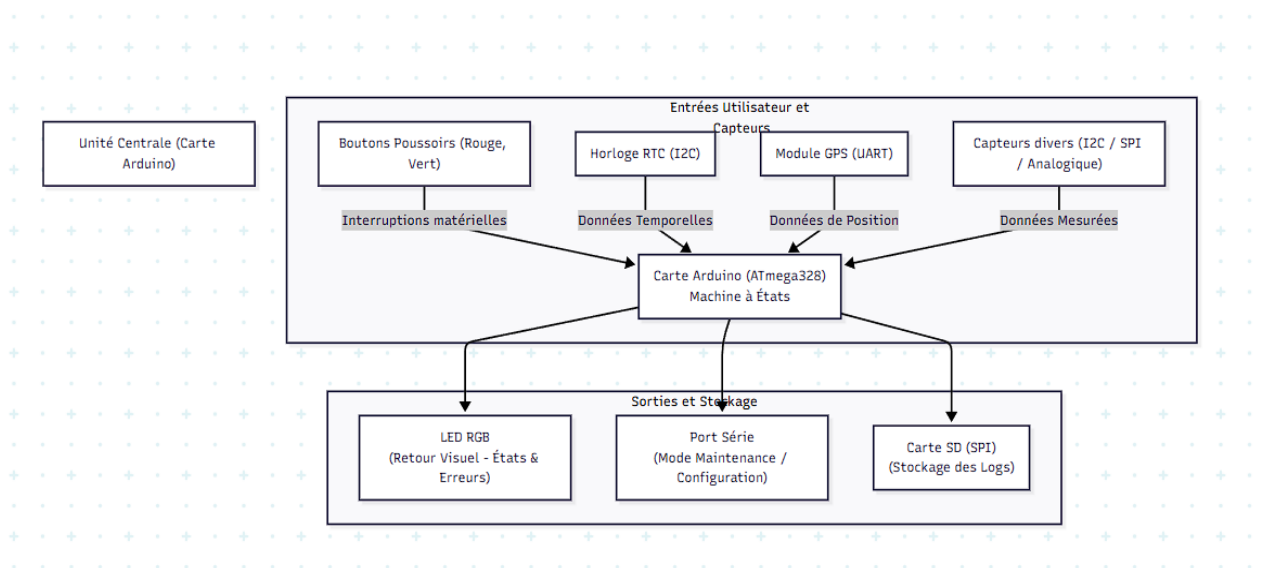 Entrées Utilisateur et
Capteurs
Unité Centrale (Carte
Arduino)
Boutons Poussoirs (Rouge,
Vert)
Horloge RTC (I2C)
Module GPS (UART)
Capteurs divers (I2C / SPI
/ Analogique)
Interruptions matérielles
Données Temporelles
Données de Position
Données Mesurées
Carte Arduino (ATmega328)
Machine à États
Sorties et Stockage
LED RGB
(Retour Visuel - États &
Erreurs)
Port Série
(Mode Maintenance /
Configuration)
Carte SD (SPI)
(Stockage des Logs)